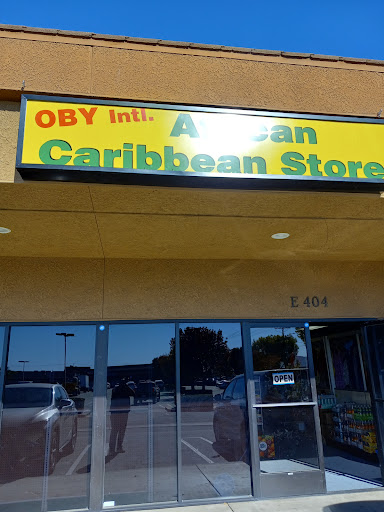 OBY Intl.
Caribbean Store
E 404
OPEN